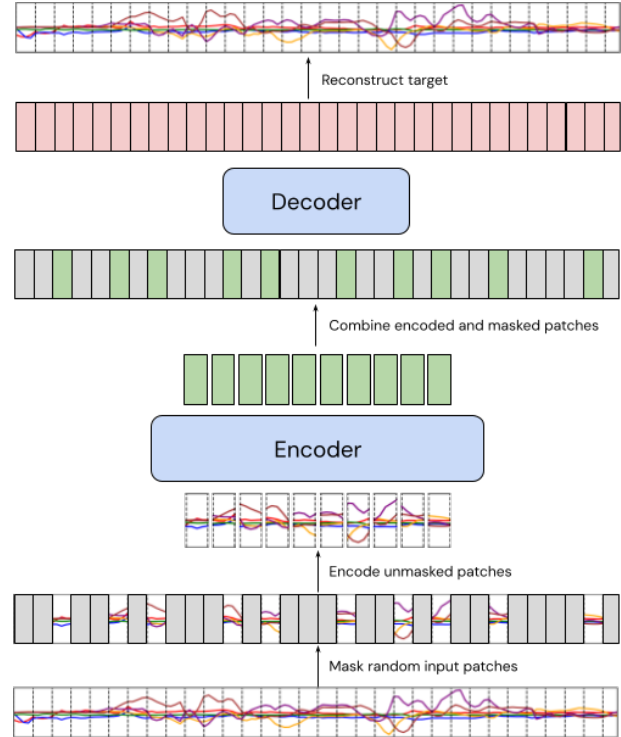 Reconstruct target
Decoder
Combine encoded and masked patches
Encoder
Encode unmasked patches
Mask random input patches